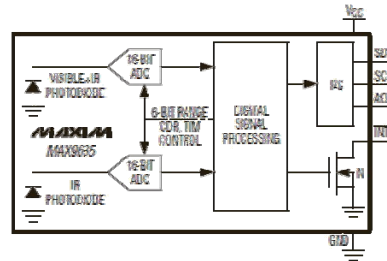 VCC
16-BIT
ADC
VISIBLE+IR
PHOTODIODE
I²C
6-BIT RANGE
CDR, TIM
CONTROL
DIGITAL
SIGNAL
PROCESSING
MAXIM
MAX9635
16-BIT
ADC
IR
PHOTODIODE
N
GND